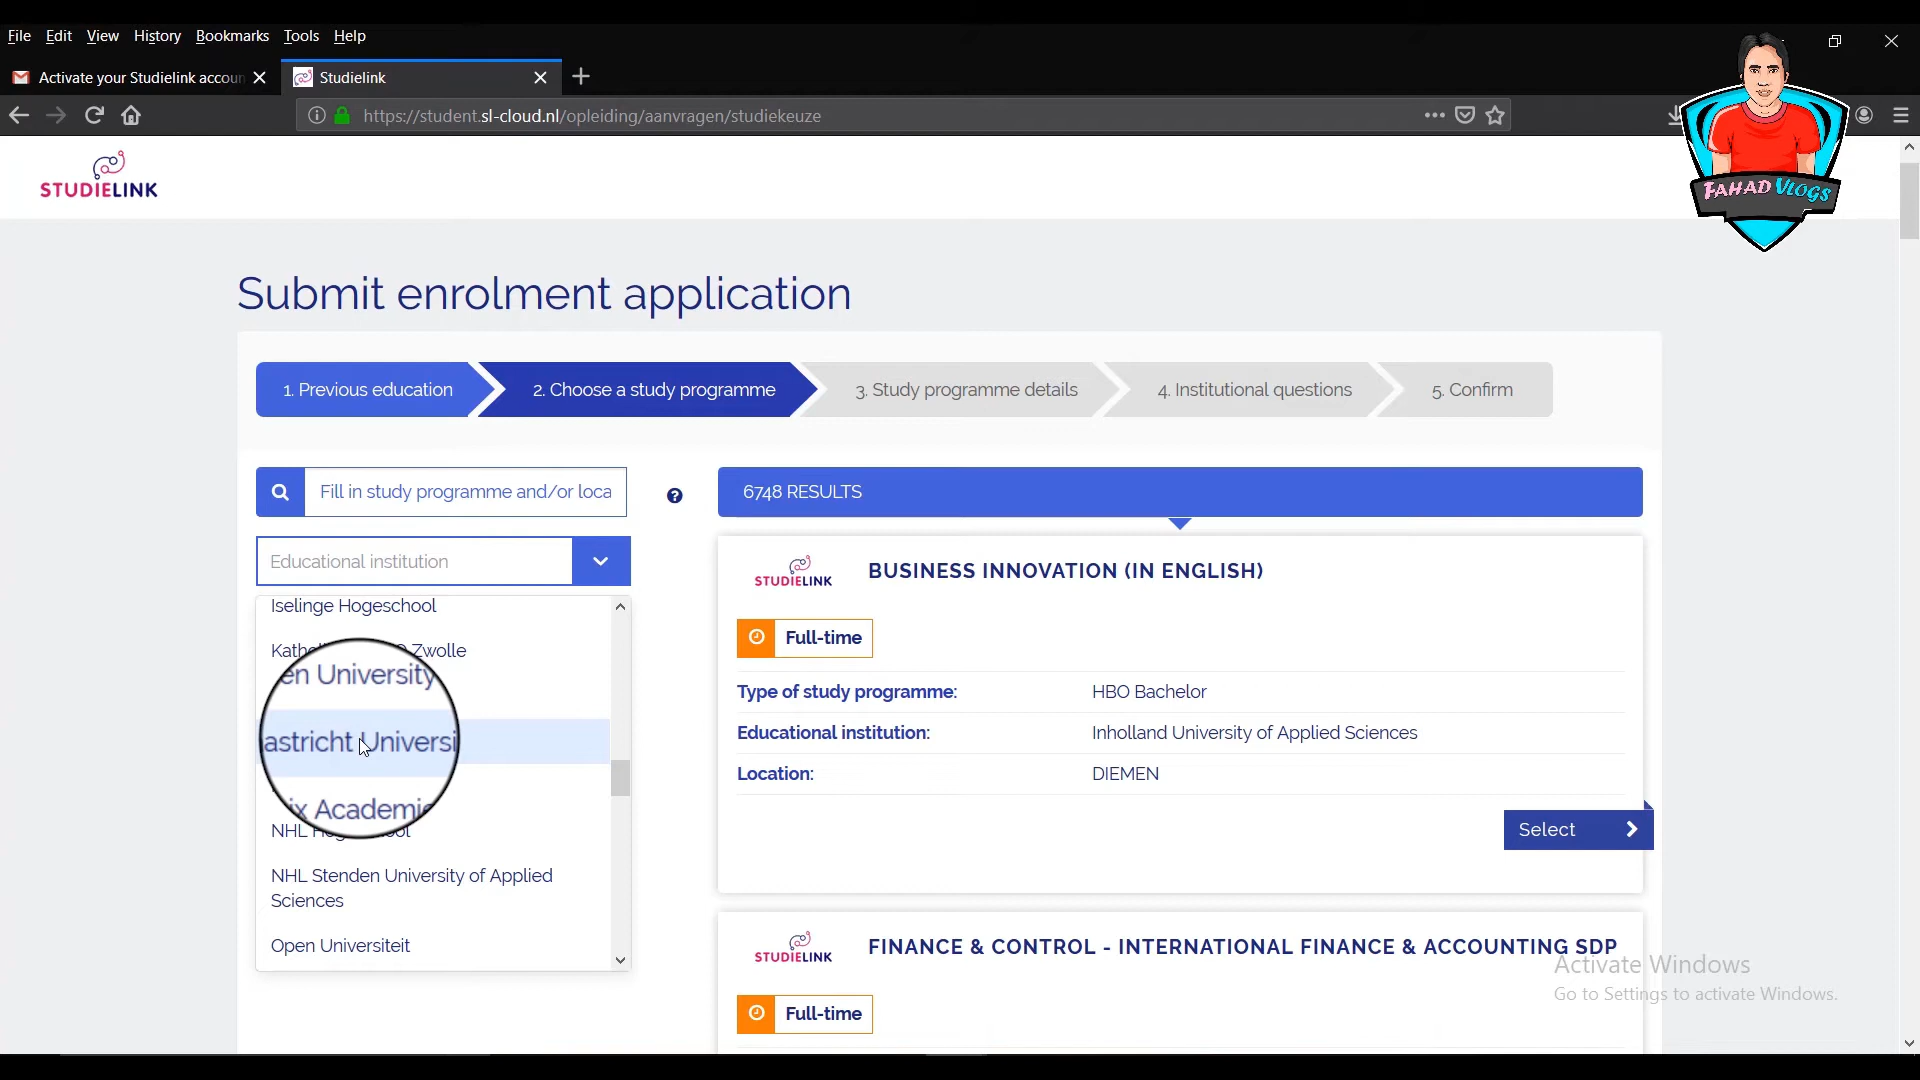 File Edit View History Bookmarks Tools Help
Activate your Studielink accoun
Studielink
https://student.sl-cloud.nl/opleiding/aanvragen/studiekeuze
FAHAD VLOGS
STUDIELINK
Submit enrolment application
1. Previous education
2. Choose a study programme
3. Study programme details
4. Institutional questions
5. Confirm
Fill in study programme and/or loca
6748 RESULTS
Educational institution
Iselinge Hogeschool
Zwolle
en University
astricht Universi
ix Academie
NHL
NHL Stenden University of Applied
Sciences
Open Universiteit
STUDIELINK
BUSINESS INNOVATION (IN ENGLISH)
Full-time
Type of study programme: HBO Bachelor
Educational institution: Inholland University of Applied Sciences
Location: DIEMEN
Select
STUDIELINK
FINANCE & CONTROL - INTERNATIONAL FINANCE & ACCOUNTING SDP
Full-time
Activate Windows
Go to Settings to activate Windows.